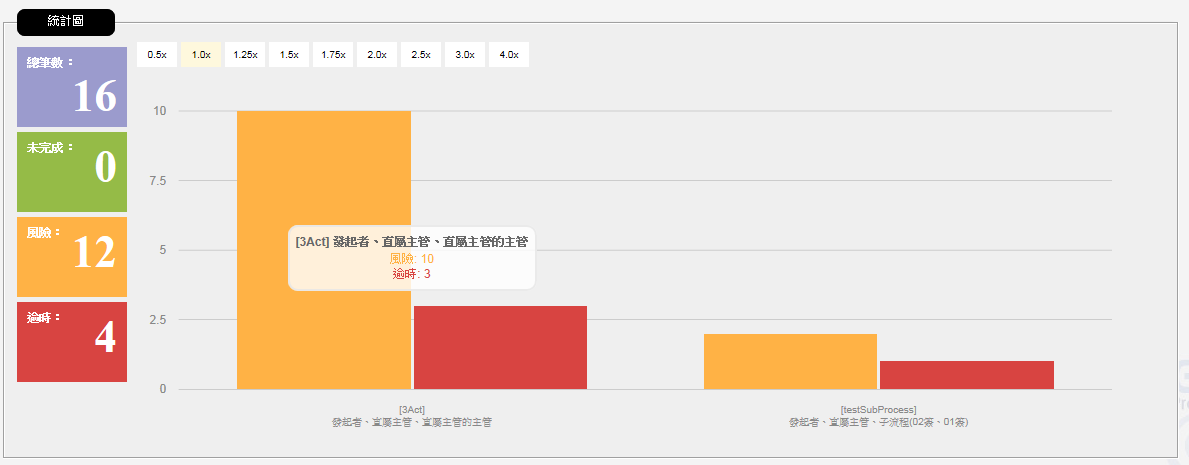 統計圖
總筆數：
16
未完成：
0
風險：
12
逾時：
4
0.5x 1.0x 1.25x 1.5x 1.75x 2.0x 2.5x 3.0x 4.0x
10
7.5
5
2.5
0
[3Act] 發起者、直屬主管、直屬主管的主管
風險: 10
逾時: 3
[3Act]
發起者、直屬主管、直屬主管的主管
[testSubProcess]
發起者、直屬主管、子流程(02簽、01簽)